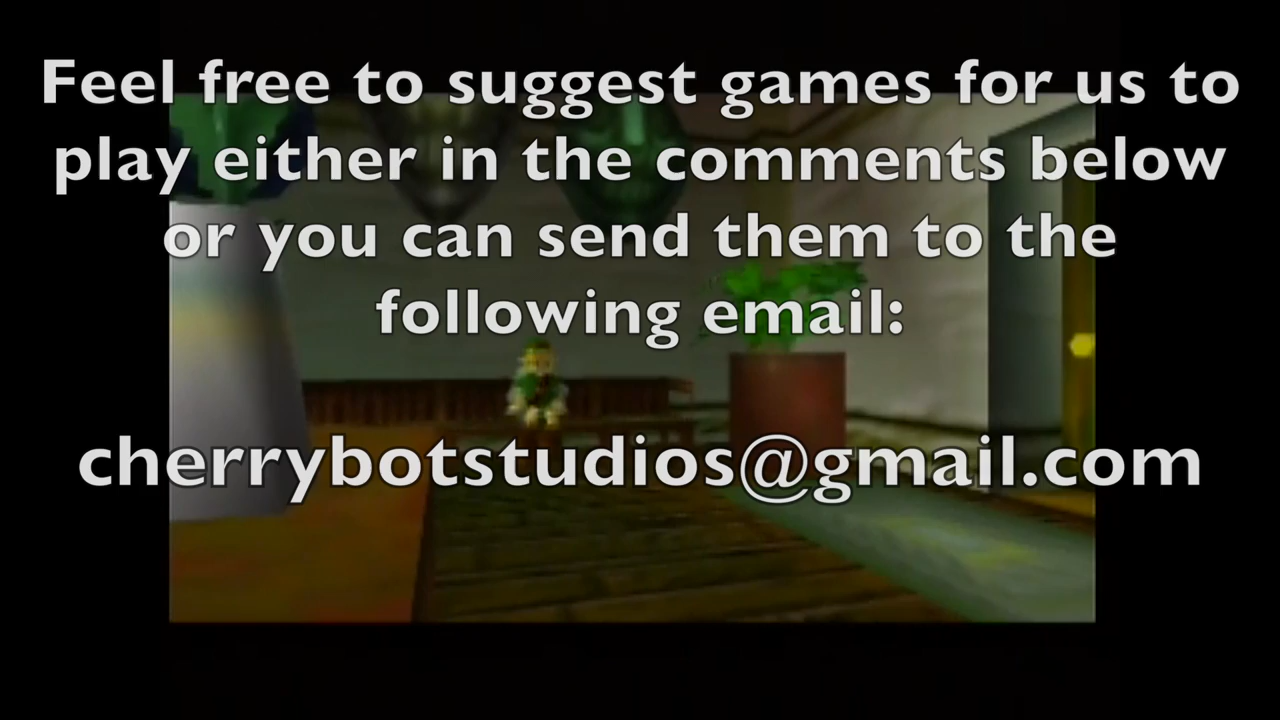 Feel free to suggest games for us to
play either in the comments below
or you can send them to the
following email:
cherrybotstudios@gmail.com